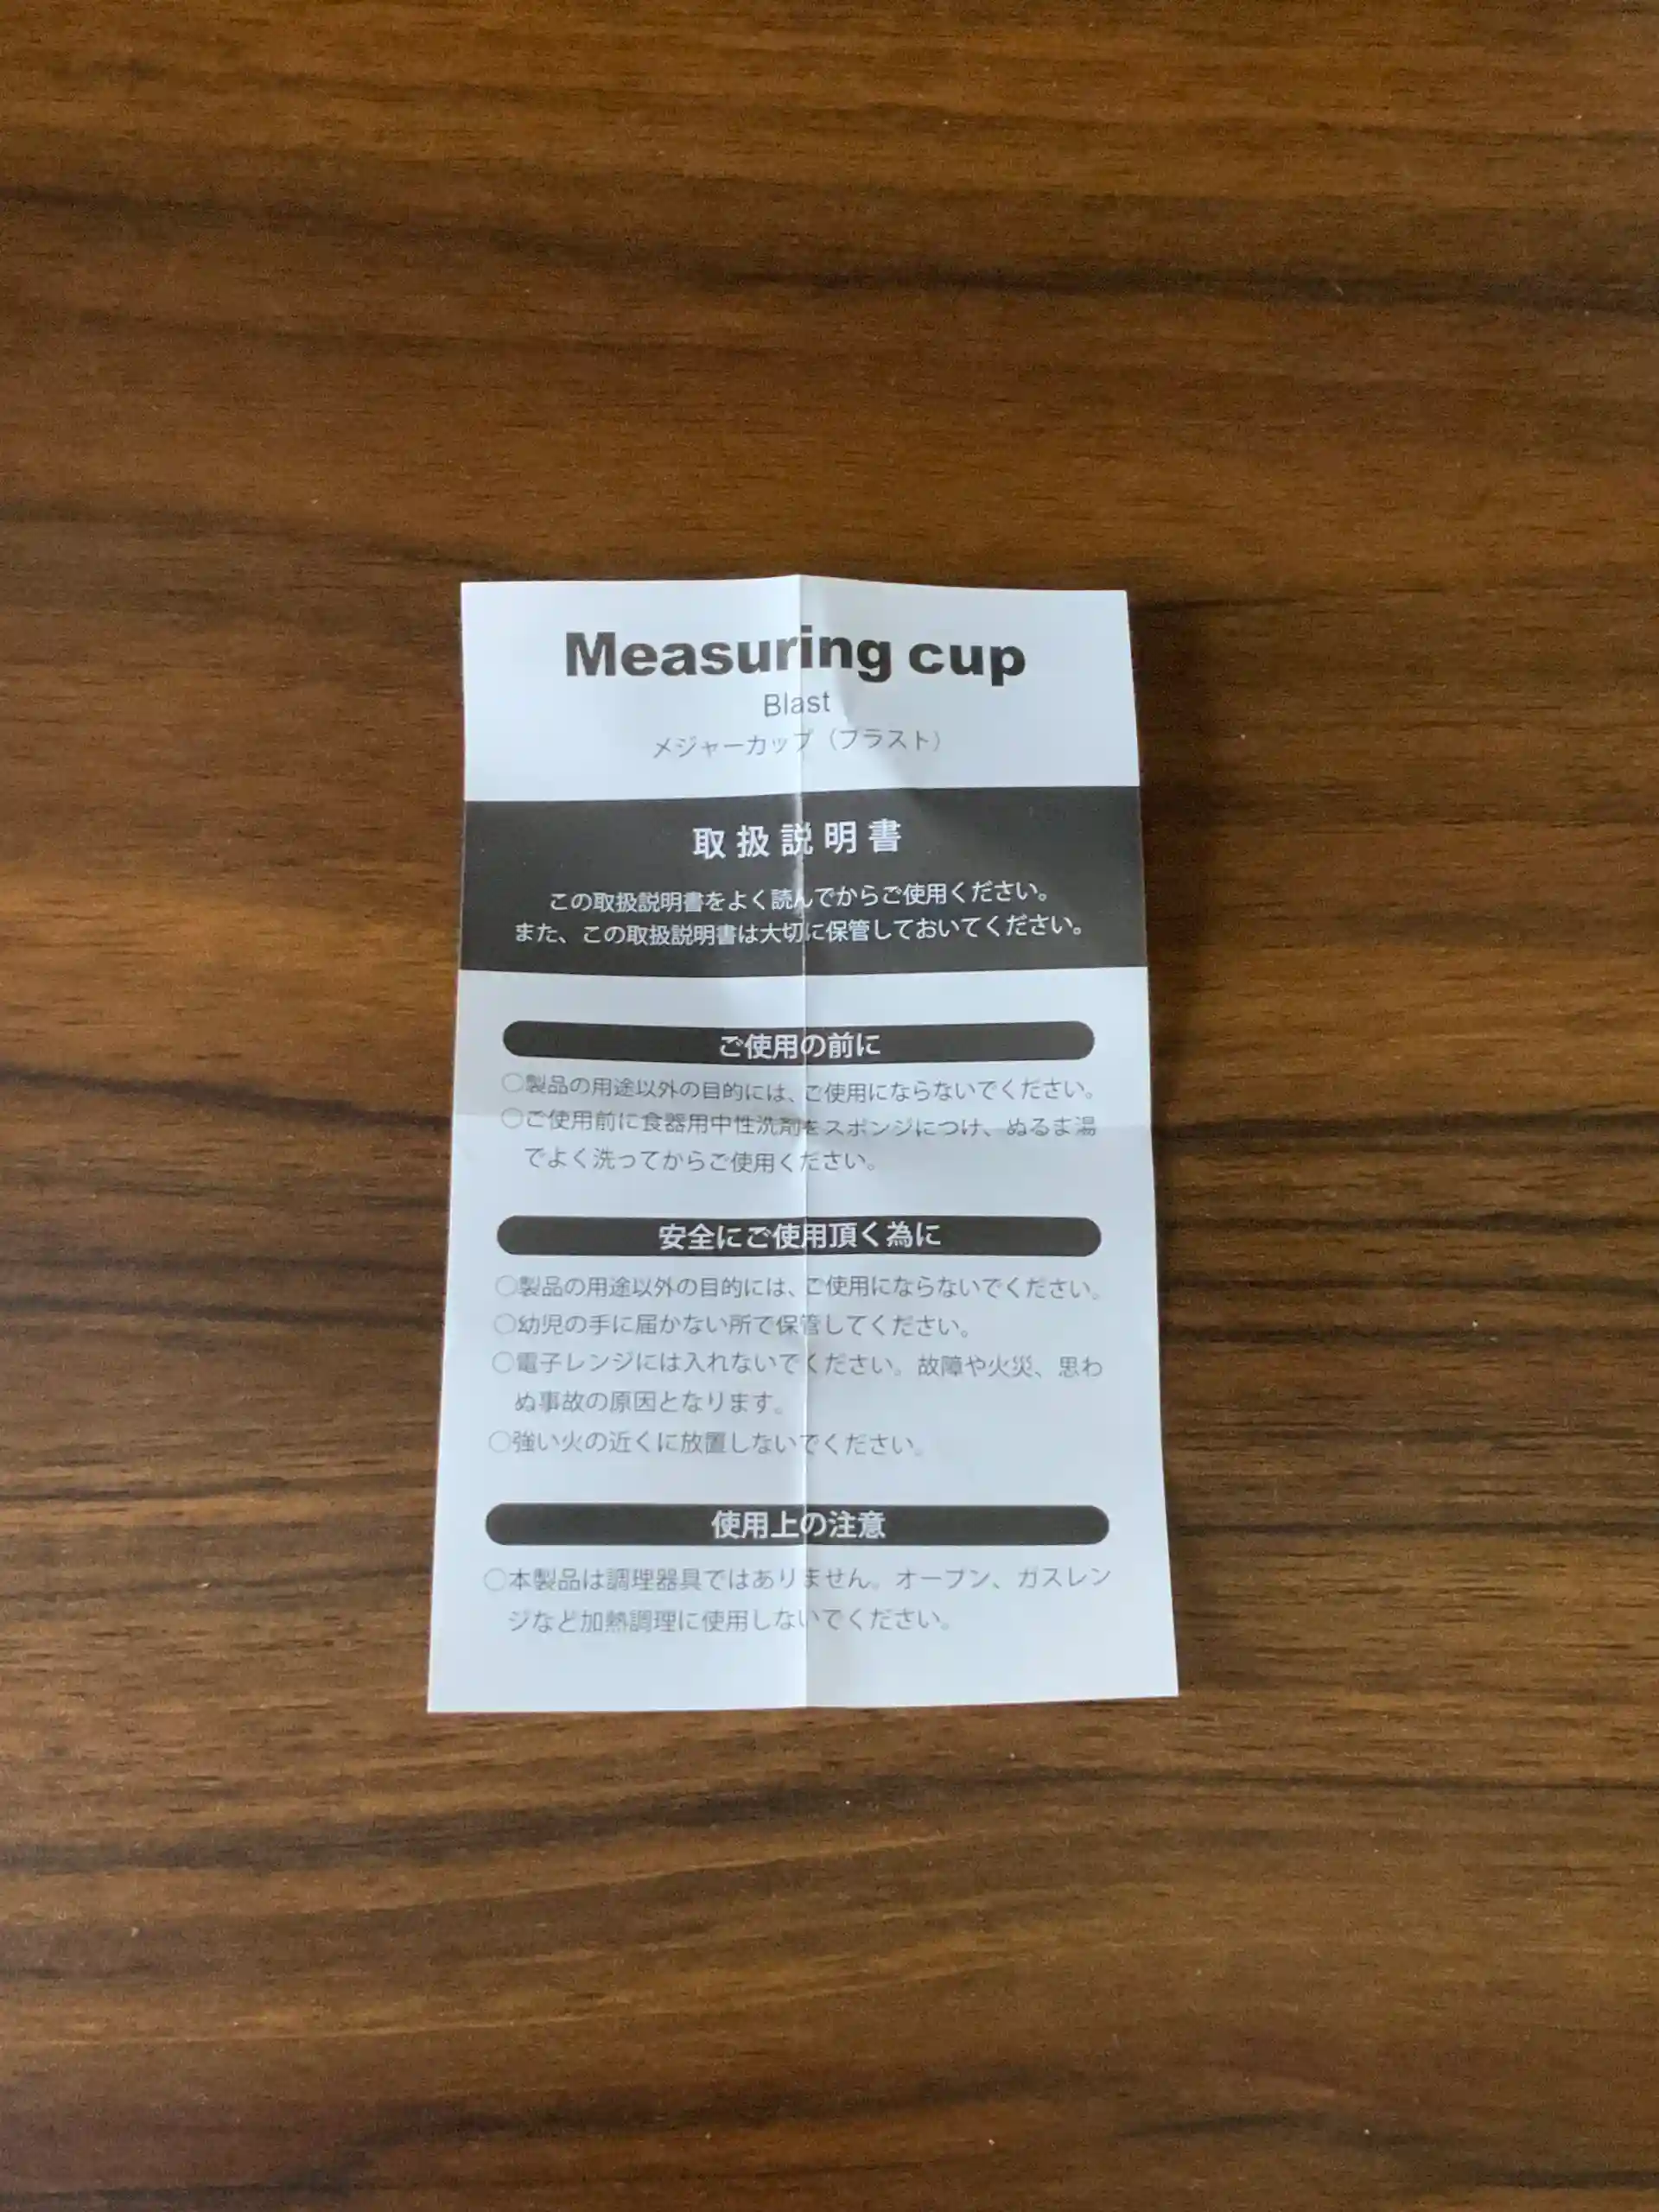 Measuring cup
Blast
メジャーカップ（ブラスト）
取扱説明書
この取扱説明書をよく読んでからご使用ください。
また、この取扱説明書は大切に保管しておいてください。
ご使用の前に
○製品の用途以外の目的には、ご使用にならないでください。
○ご使用前に食器用中性洗剤をスポンジにつけ、ぬるま湯
でよく洗ってからご使用ください。
安全にご使用頂く為に
○製品の用途以外の目的には、ご使用にならないでください。
○幼児の手に届かない所で保管してください。
○電子レンジには入れないでください。故障や火災、思わ
ぬ事故の原因となります。
○強い火の近くに放置しないでください。
使用上の注意
○本製品は調理器具ではありません。オーブン、ガスレン
ジなど加熱調理に使用しないでください。